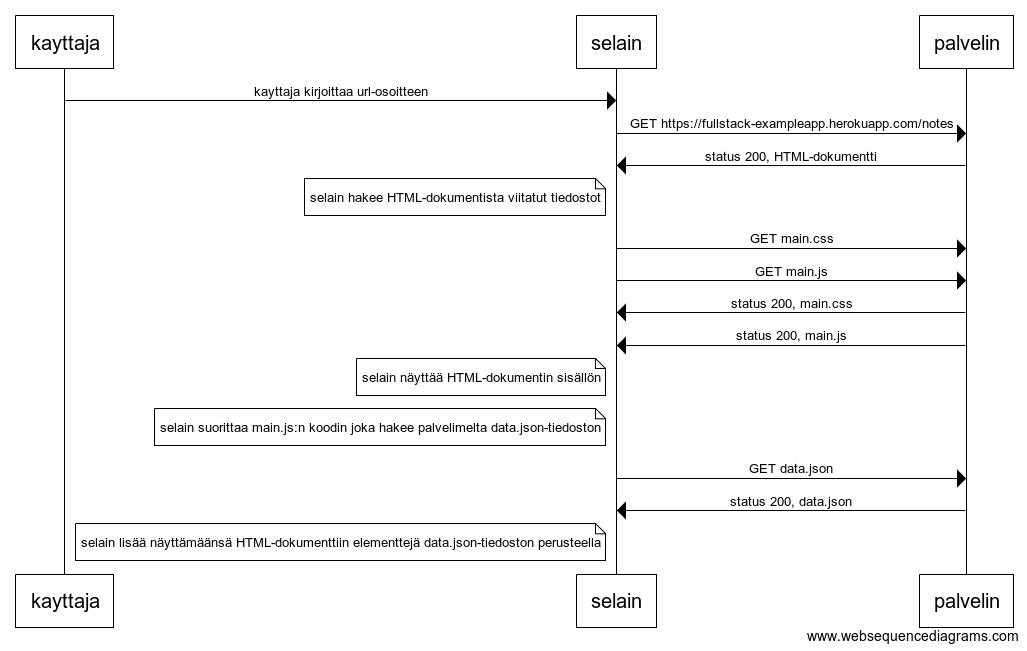 kayttaja
selain
palvelin
kayttaja kirjoittaa url-osoitteen
GET https://fullstack-exampleapp.herokuapp.com/notes
status 200, HTML-dokumentti
selain hakee HTML-dokumentista viitatut tiedostot
GET main.css
GET main.js
status 200, main.css
status 200, main.js
selain näyttää HTML-dokumentin sisällön
selain suorittaa main.js:n koodin joka hakee palvelimelta data.json-tiedoston
GET data.json
status 200, data.json
selain lisää näyttämäänsä HTML-dokumenttiin elementtejä data.json-tiedoston perusteella
kayttaja
selain
palvelin
www.websequencediagrams.com